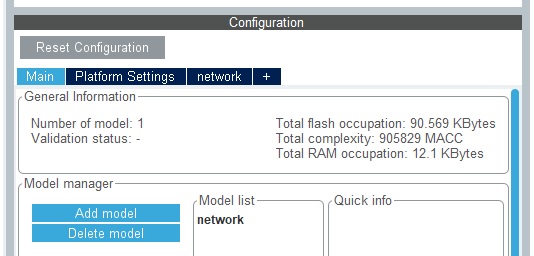 Configuration
Reset Configuration
Main Platform Settings network +
General Information
Number of model: 1 Total flash occupation: 90.569 KBytes
Validation status: - Total complexity: 905829 MACC
Total RAM occupation: 12.1 KBytes
Model manager
Add model
Delete model
Model list
network
Quick info